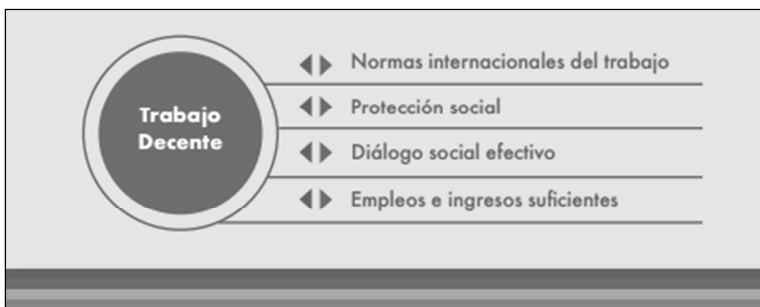 Trabajo
Decente
Normas internacionales del trabajo
Protección social
Diálogo social efectivo
Empleos e ingresos suficientes